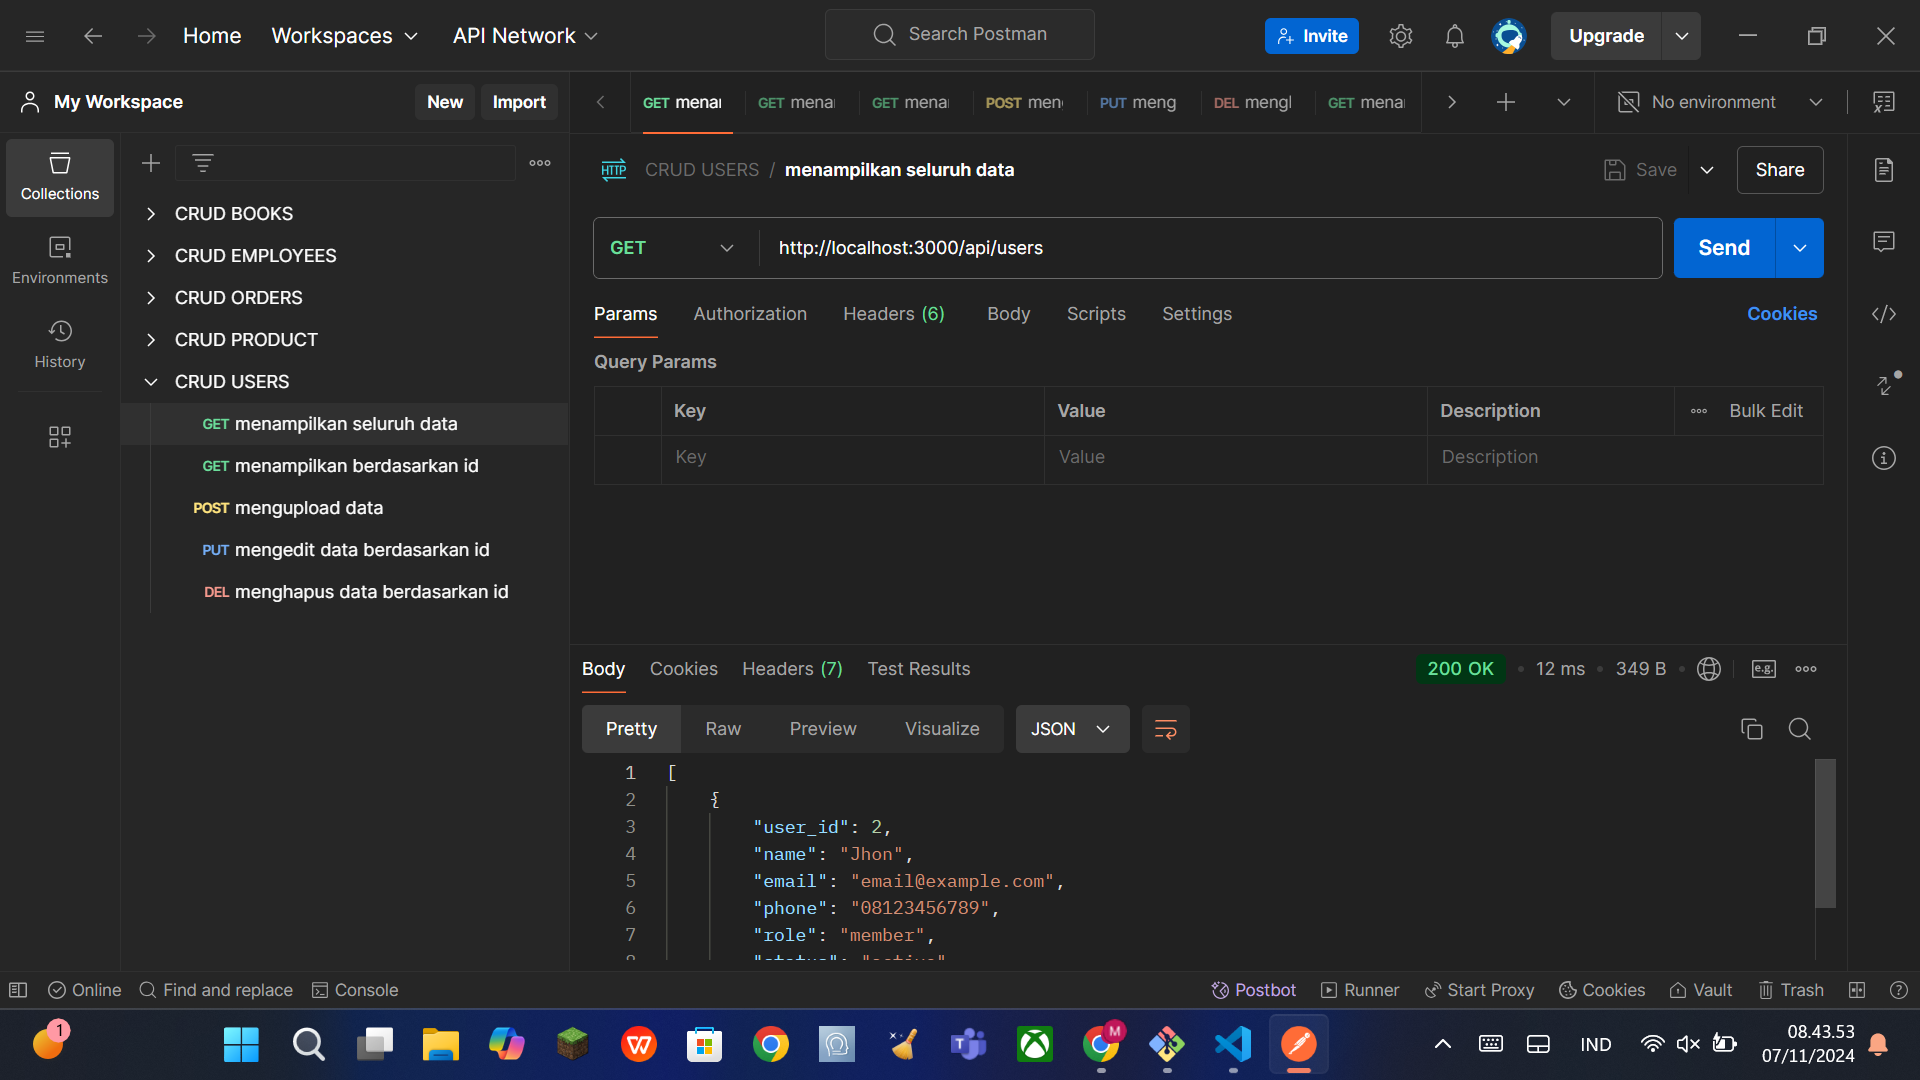 Home Workspaces API Network Search Postman Invite Upgrade
My Workspace New Import GET menai GET mena GET mena POST men PUT meng DEL mengl GET mena No environment
HTTP CRUD USERS / menampilkan seluruh data Save Share
Collections
Environments
History
CRUD BOOKS
CRUD EMPLOYEES
CRUD ORDERS
CRUD PRODUCT
CRUD USERS
GET menampilkan seluruh data
GET menampilkan berdasarkan id
POST mengupload data
PUT mengedit data berdasarkan id
DEL menghapus data berdasarkan id
GET http://localhost:3000/api/users Send
Params Authorization Headers (6) Body Scripts Settings Cookies
Query Params
Key Value Description Bulk Edit
Key Value Description
Body Cookies Headers (7) Test Results 200 OK 12 ms 349 B e.g.
Pretty Raw Preview Visualize JSON
1 [
2 {
3 "user_id": 2,
4 "name": "Jhon",
5 "email": "email@example.com",
6 "phone": "08123456789",
7 "role": "member",
8 "status": "active"
Online Find and replace Console Postbot Runner Start Proxy Cookies Vault Trash
1 M IND 08.43.53
07/11/2024